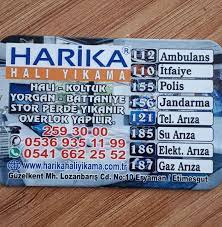 HARİKA®
HALI YIKAMA
HALI - KOLTUK
YORGAN - BATTANİYE
STOR PERDE YIKANIR
OVERLOK YAPILIR
259 30 00
0536 935 11 99
0541 662 25 52
www.harikahaliyikama.com.tr
Güzelkent Mh. Lozanbarış Cd. No:10 Eryaman / Etimesgut
112 Ambulans
110 İtfaiye
155 Polis
156 Jandarma
121 Tel. Arıza
185 Su Arıza
186 Elekt. Arıza
187 Gaz Arıza